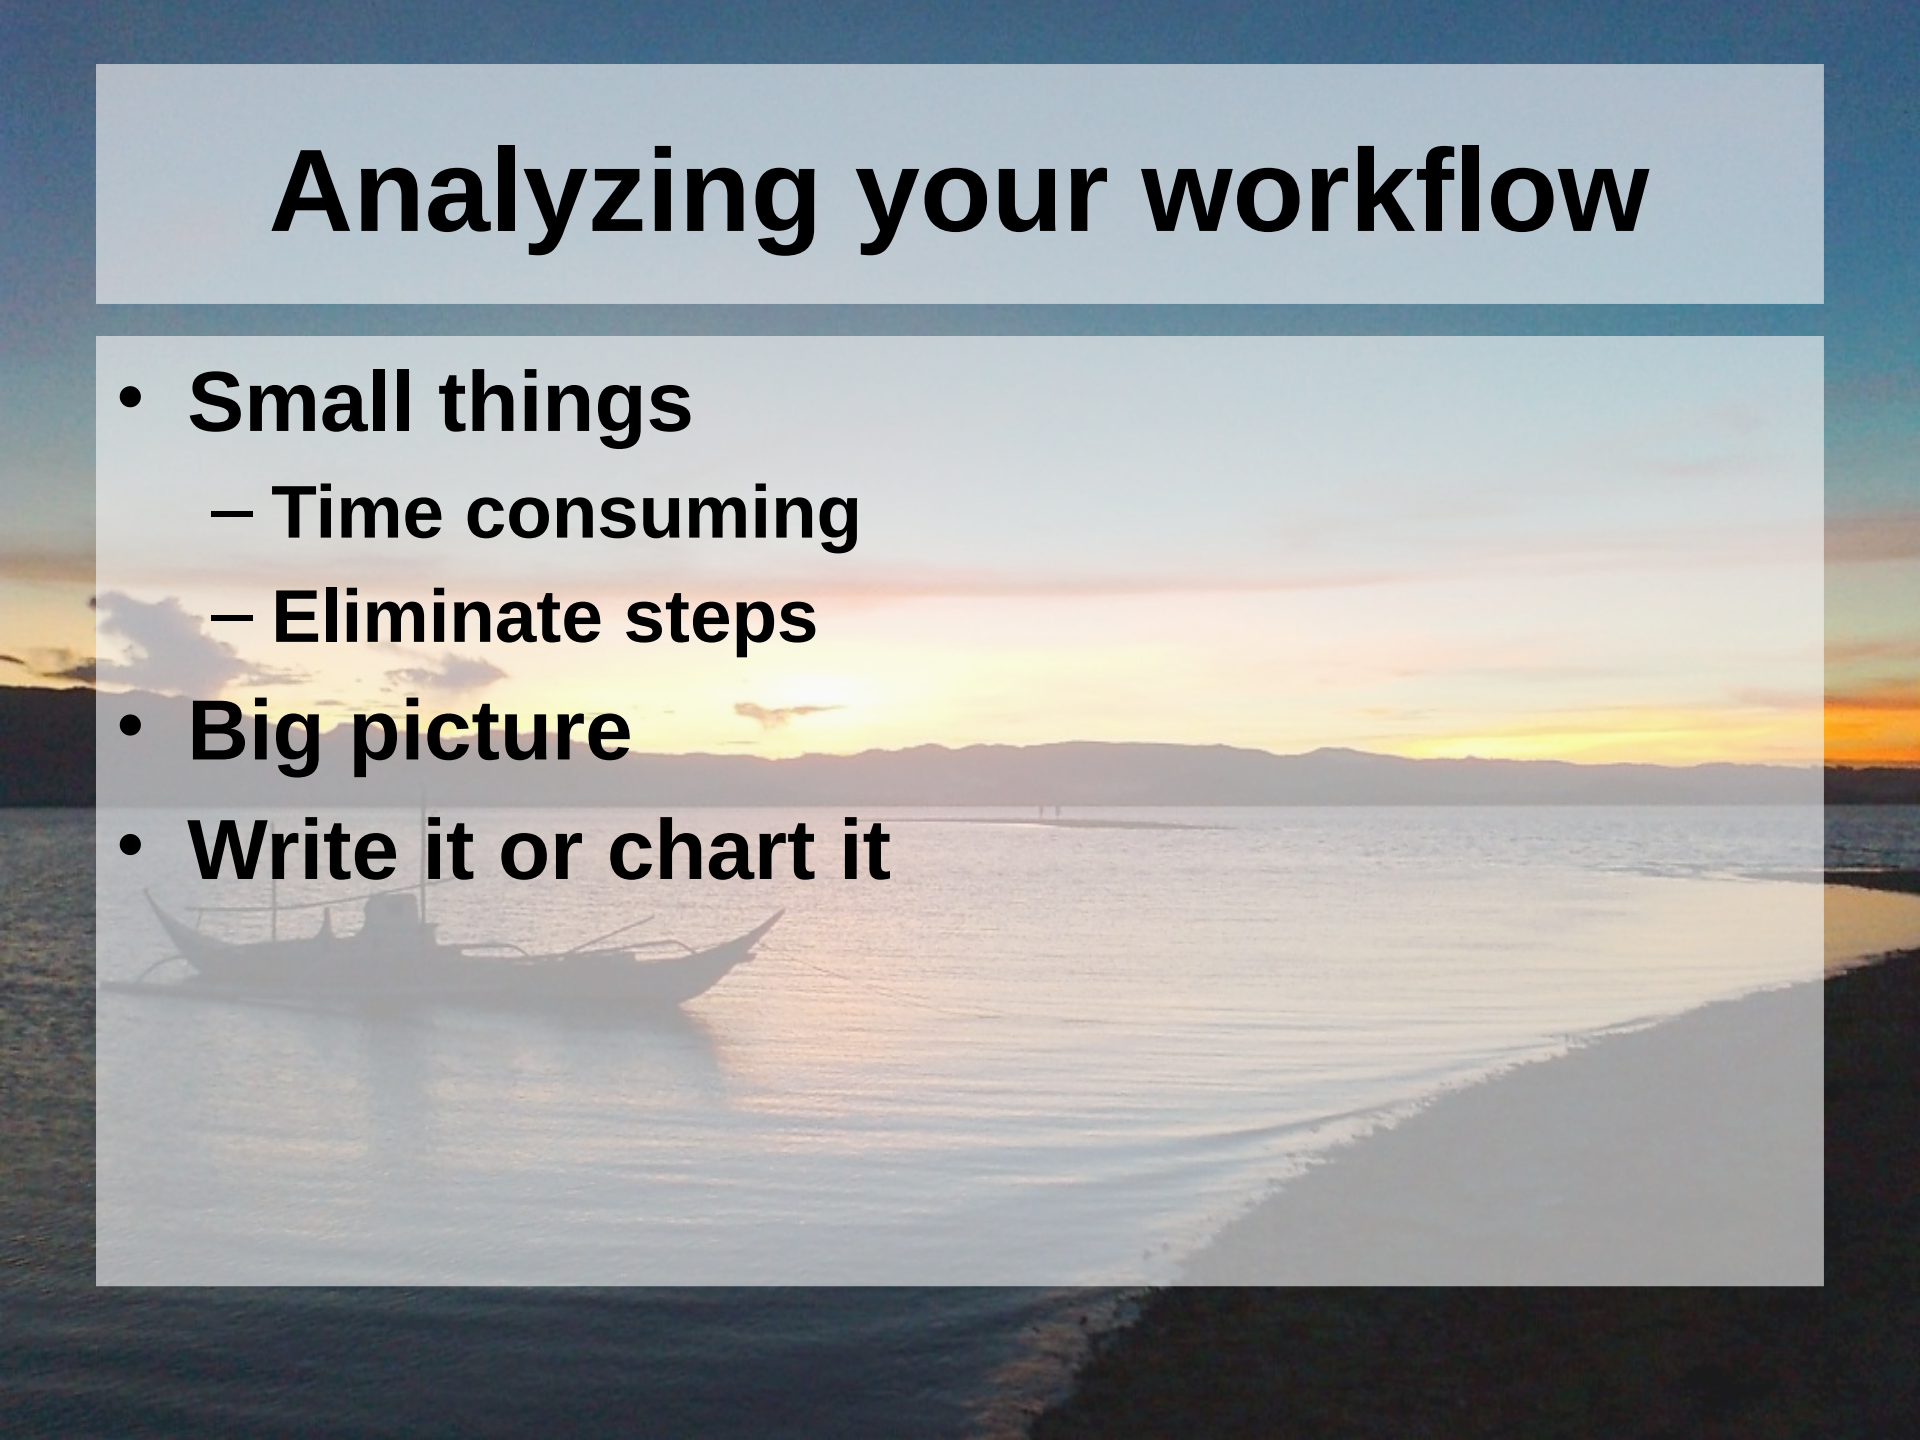 Analyzing your workflow
• Small things
– Time consuming
– Eliminate steps
• Big picture
• Write it or chart it